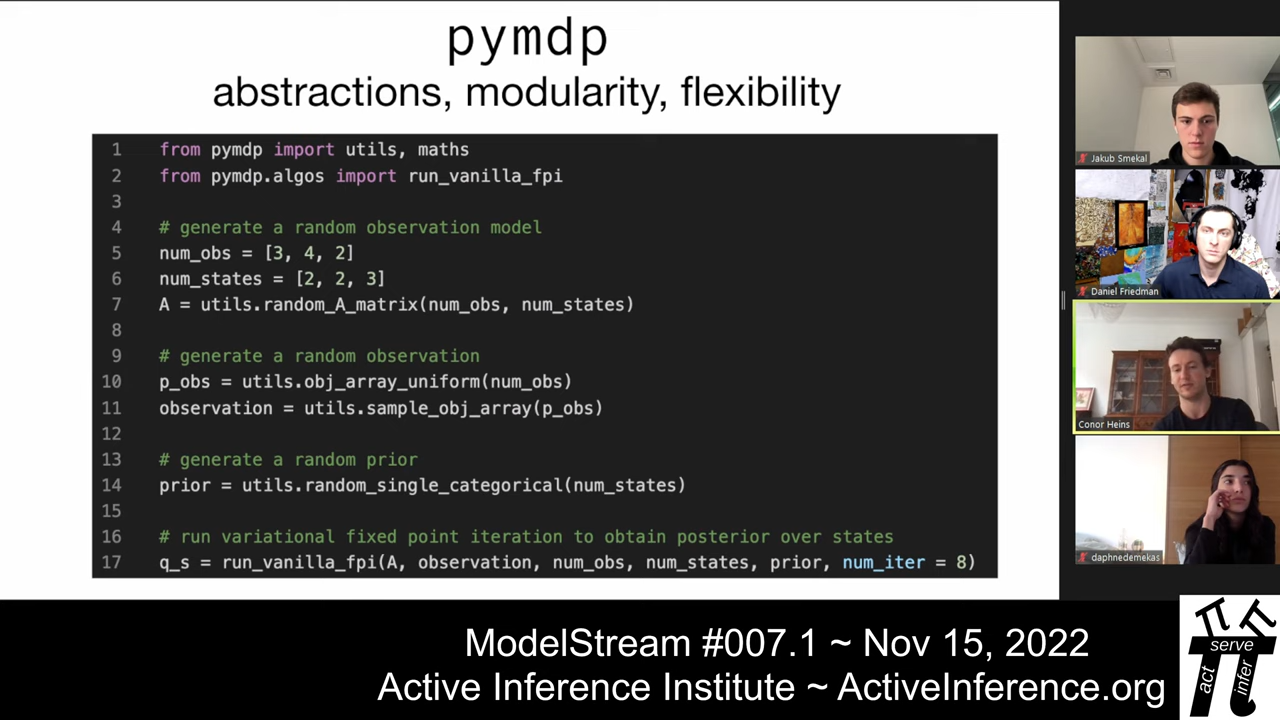 pymdp
abstractions, modularity, flexibility
1 from pymdp import utils, maths
2 from pymdp.algos import run_vanilla_fpi
3
4 # generate a random observation model
5 num_obs = [3, 4, 2]
6 num_states = [2, 2, 3]
7 A = utils.random_A_matrix(num_obs, num_states)
8
9 # generate a random observation
10 p_obs = utils.obj_array_uniform(num_obs)
11 observation = utils.sample_obj_array(p_obs)
12
13 # generate a random prior
14 prior = utils.random_single_categorical(num_states)
15
16 # run variational fixed point iteration to obtain posterior over states
17 q_s = run_vanilla_fpi(A, observation, num_obs, num_states, prior, num_iter = 8)
Jakub Smekal
Daniel Friedman
Conor Heins
daphnedemekas
ModelStream #007.1 ~ Nov 15, 2022
Active Inference Institute ~ ActiveInference.org
serve
act
infer